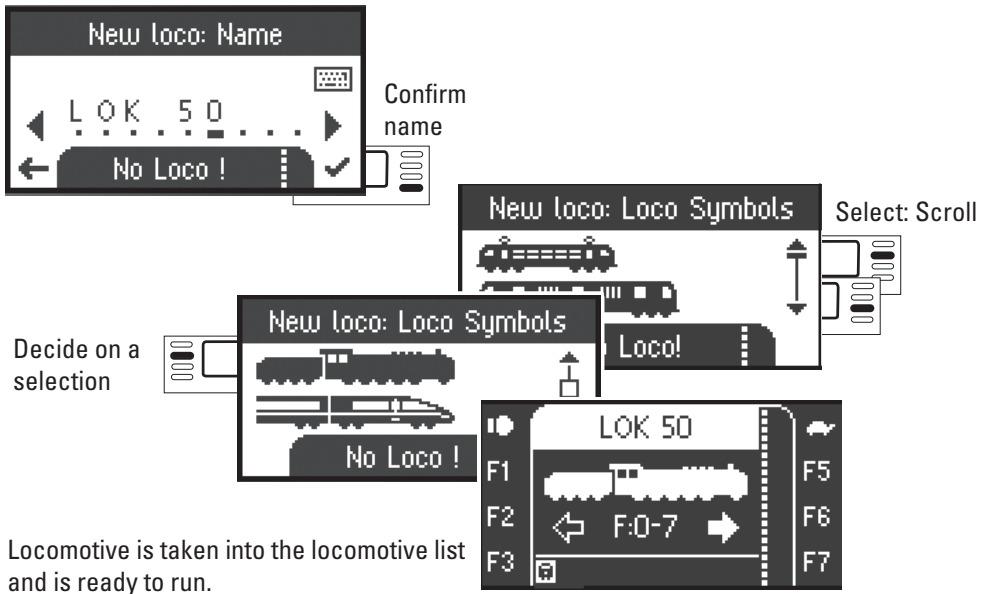 New loco: Name
LOK 50
No Loco !
Confirm
name
New loco: Loco Symbols
Select: Scroll
Loco!
New loco: Loco Symbols
Decide on a
selection
No Loco !
LOK 50
F1
F5
F2
F:0-7
F6
F3
F7
Locomotive is taken into the locomotive list
and is ready to run.